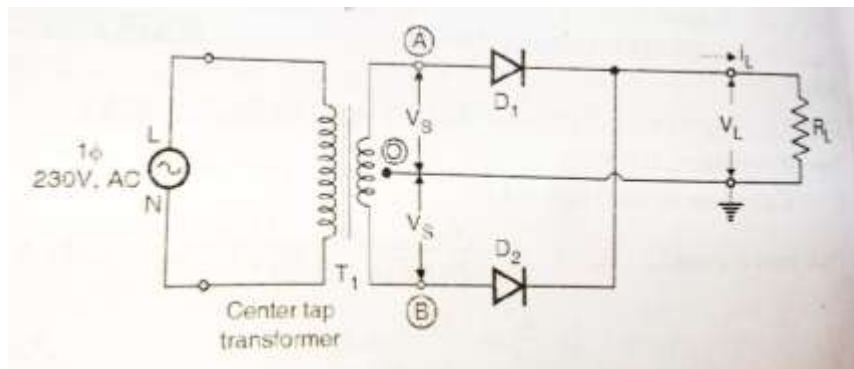 A
D1
iL
VS
VL
RL
L
1ϕ
230V, AC
N
D
VS
D2
T1
B
Center tap
transformer